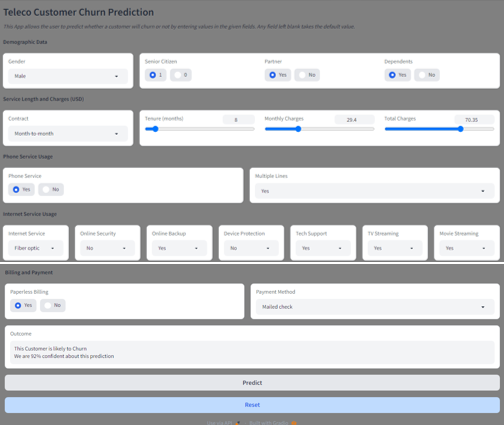 Teleco Customer Churn Prediction
This App allows the user to predict whether a customer will churn or not by entering values in the given fields. Any field left blank takes the default value.
Demographic Data
Gender
Male
Senior Citizen
1 0
Partner
Yes No
Dependents
Yes No
Service Length and Charges (USD)
Contract
Month-to-month
Tenure (months) 8
Monthly Charges 29.4
Total Charges 70.35
Phone Service Usage
Phone Service
Yes No
Multiple Lines
Yes
Internet Service Usage
Internet Service
Fiber optic
Online Security
No
Online Backup
Yes
Device Protection
No
Tech Support
Yes
TV Streaming
Yes
Movie Streaming
Yes
Billing and Payment
Paperless Billing
Yes No
Payment Method
Mailed check
Outcome
This Customer is likely to Churn
We are 92% confident about this prediction
Predict
Reset